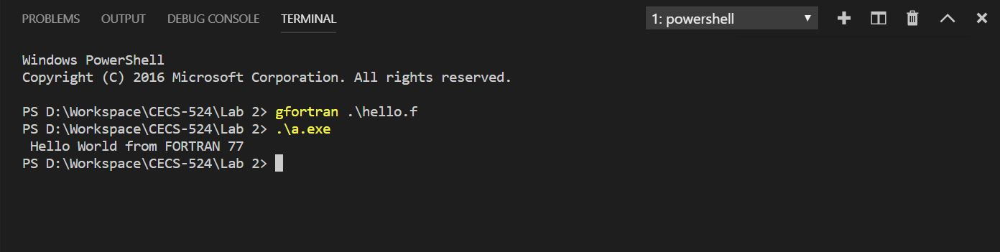 PROBLEMS OUTPUT DEBUG CONSOLE TERMINAL 1: powershell
Windows PowerShell
Copyright (C) 2016 Microsoft Corporation. All rights reserved.
PS D:\Workspace\CECS-524\Lab 2> gfortran .\hello.f
PS D:\Workspace\CECS-524\Lab 2> .\a.exe
Hello World from FORTRAN 77
PS D:\Workspace\CECS-524\Lab 2>